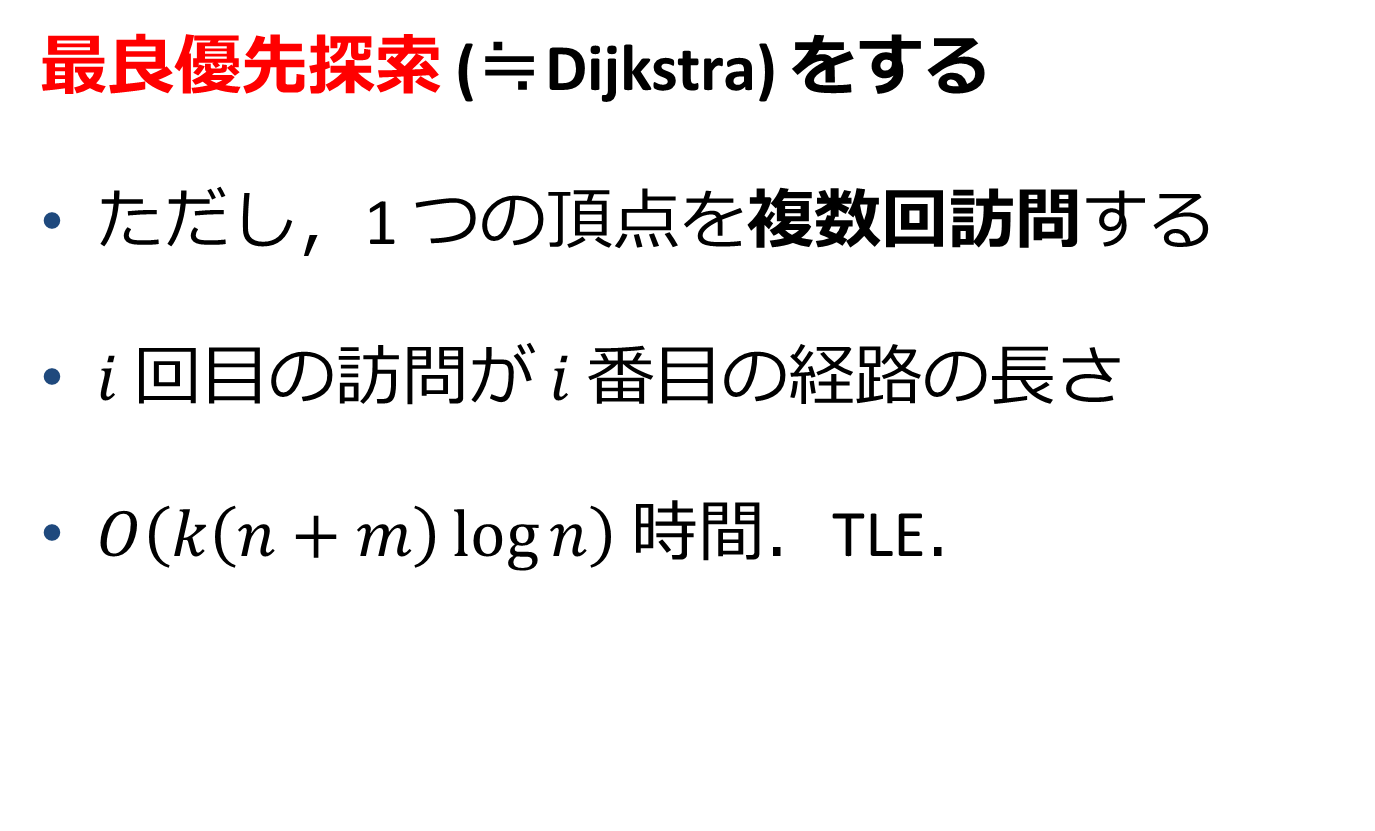 最良優先探索 (≒Dijkstra) をする
• ただし，1 つの頂点を複数回訪問する
• i 回目の訪問が i 番目の経路の長さ
• O(k(n + m) log n) 時間．TLE．